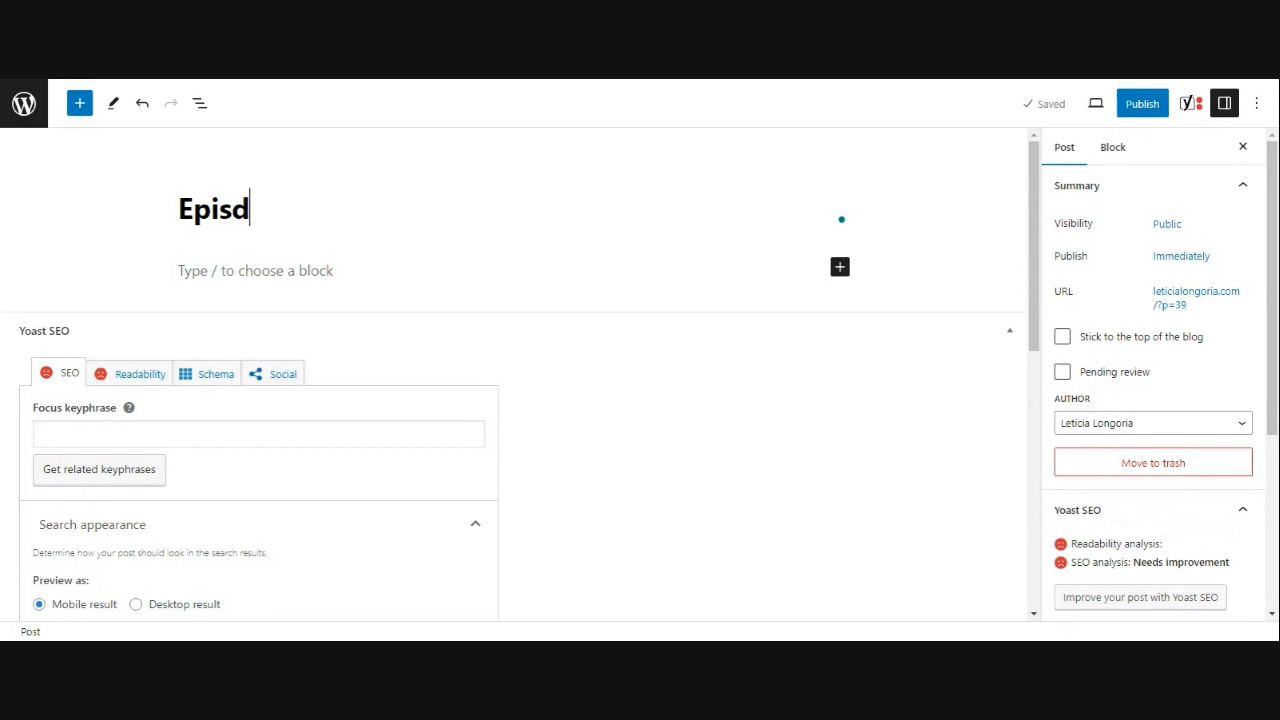 Saved
Publish
Post
Block
Episd
Type / to choose a block
Summary
Visibility
Public
Publish
Immediately
URL
leticialongoria.com
/?p=39
Stick to the top of the blog
Pending review
AUTHOR
Leticia Longoria
Move to trash
Yoast SEO
Readability analysis:
SEO analysis: Needs improvement
Improve your post with Yoast SEO
Yoast SEO
SEO
Readability
Schema
Social
Focus keyphrase ?
Get related keyphrases
Search appearance
Determine how your post should look in the search results.
Preview as:
Mobile result
Desktop result
Post